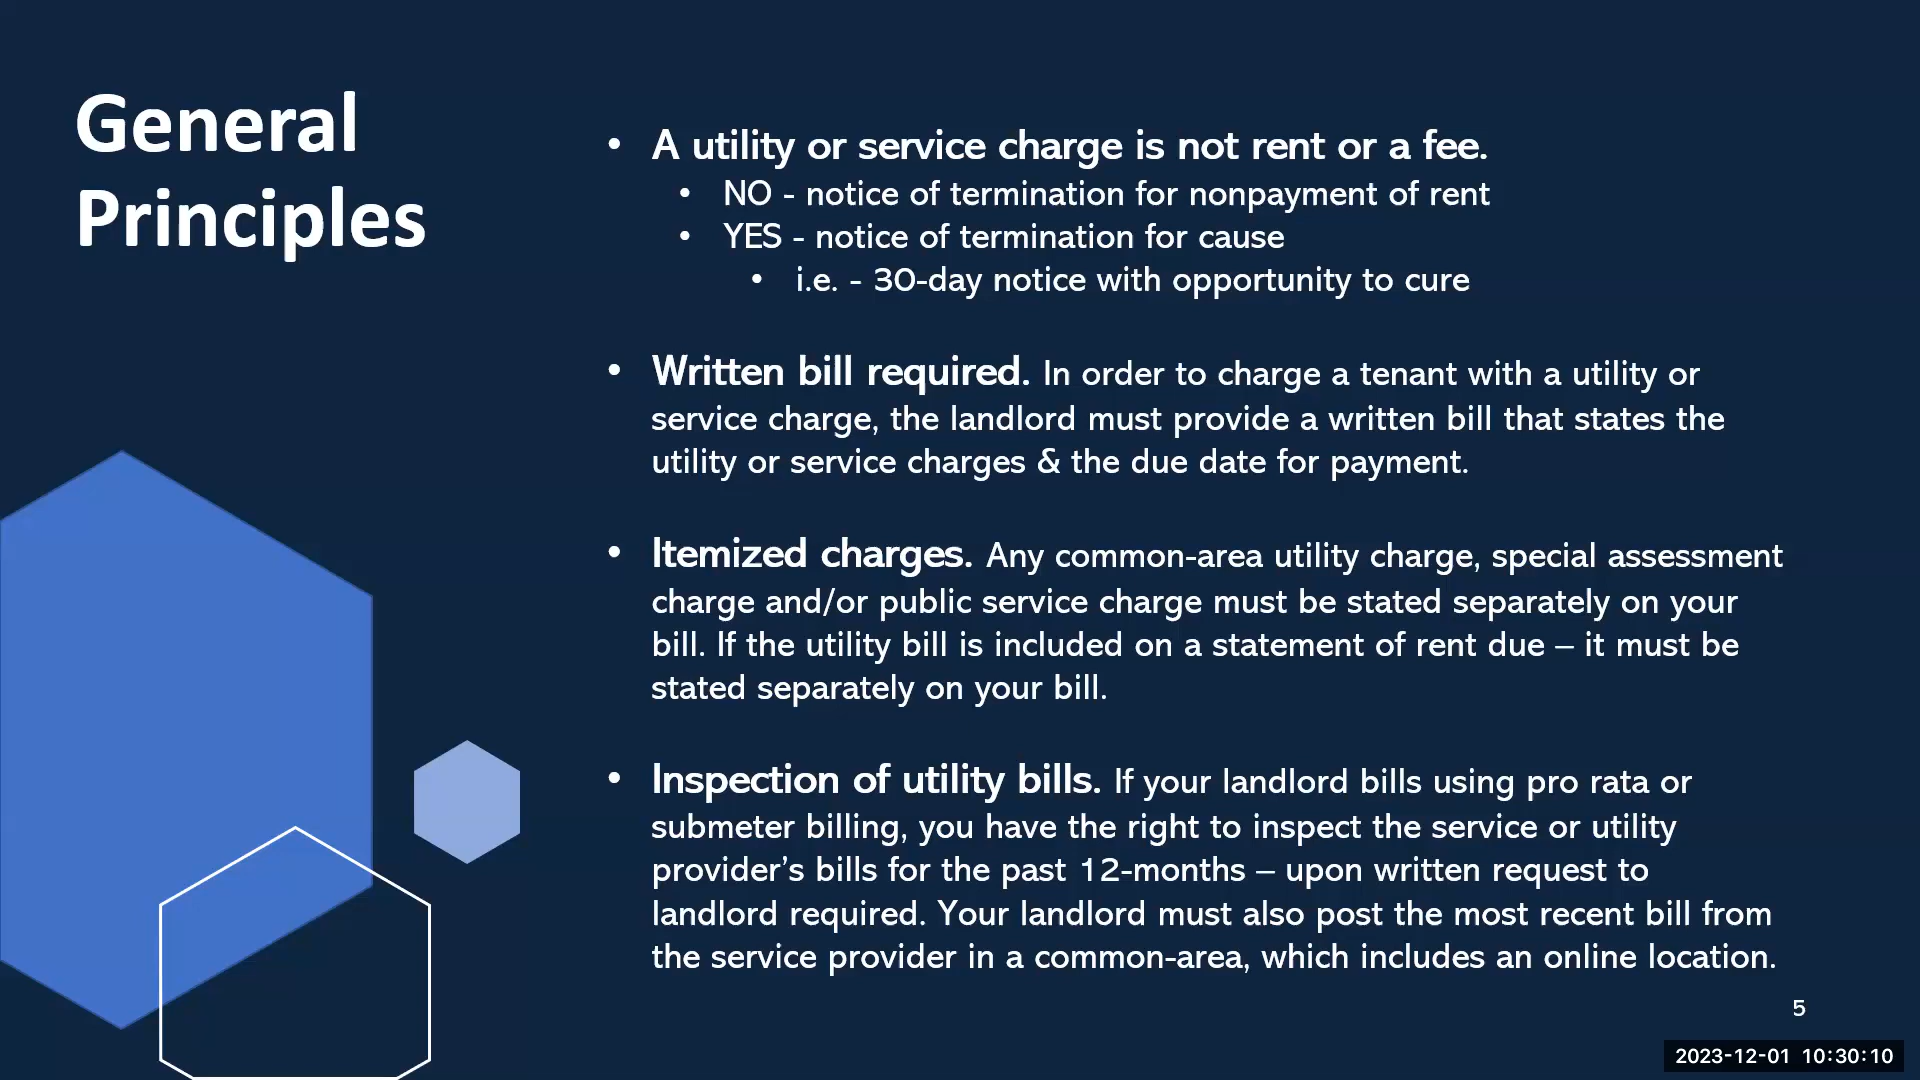 General
Principles
• A utility or service charge is not rent or a fee.
• NO - notice of termination for nonpayment of rent
• YES - notice of termination for cause
• i.e. - 30-day notice with opportunity to cure
• Written bill required. In order to charge a tenant with a utility or
service charge, the landlord must provide a written bill that states the
utility or service charges & the due date for payment.
• Itemized charges. Any common-area utility charge, special assessment
charge and/or public service charge must be stated separately on your
bill. If the utility bill is included on a statement of rent due – it must be
stated separately on your bill.
• Inspection of utility bills. If your landlord bills using pro rata or
submeter billing, you have the right to inspect the service or utility
provider’s bills for the past 12-months – upon written request to
landlord required. Your landlord must also post the most recent bill from
the service provider in a common-area, which includes an online location.
5
2023-12-01 10:30:10